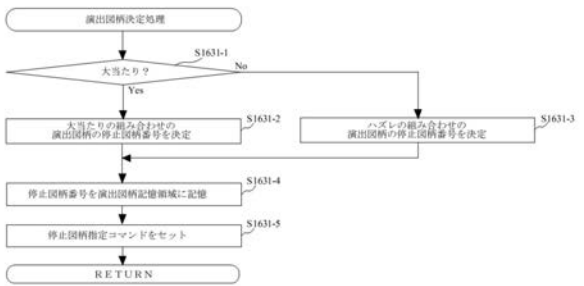 演出図柄決定処理
S1631-1
大当たり？
No
Yes
S1631-2
大当たりの組み合わせの
演出図柄の停止図柄番号を決定
S1631-3
ハズレの組み合わせの
演出図柄の停止図柄番号を決定
S1631-4
停止図柄番号を演出図柄記憶領域に記憶
S1631-5
停止図柄指定コマンドをセット
RETURN